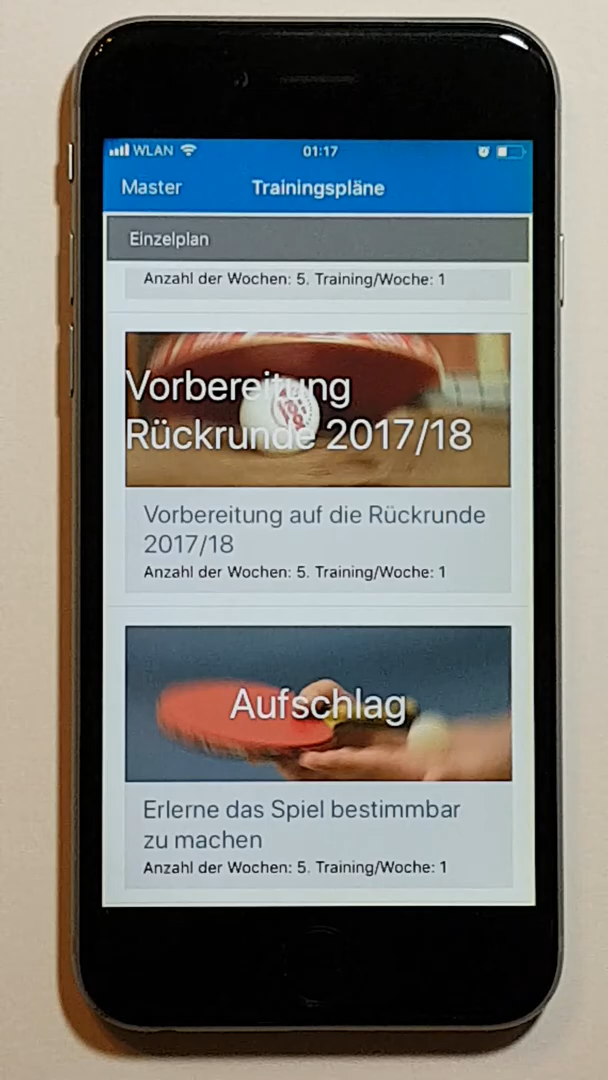 WLAN 01:17
Master Trainingspläne
Einzelplan
Anzahl der Wochen: 5. Training/Woche: 1
Vorbereitung
Rückrunde 2017/18
Vorbereitung auf die Rückrunde
2017/18
Anzahl der Wochen: 5. Training/Woche: 1
Aufschlag
Erlerne das Spiel bestimmbar
zu machen
Anzahl der Wochen: 5. Training/Woche: 1